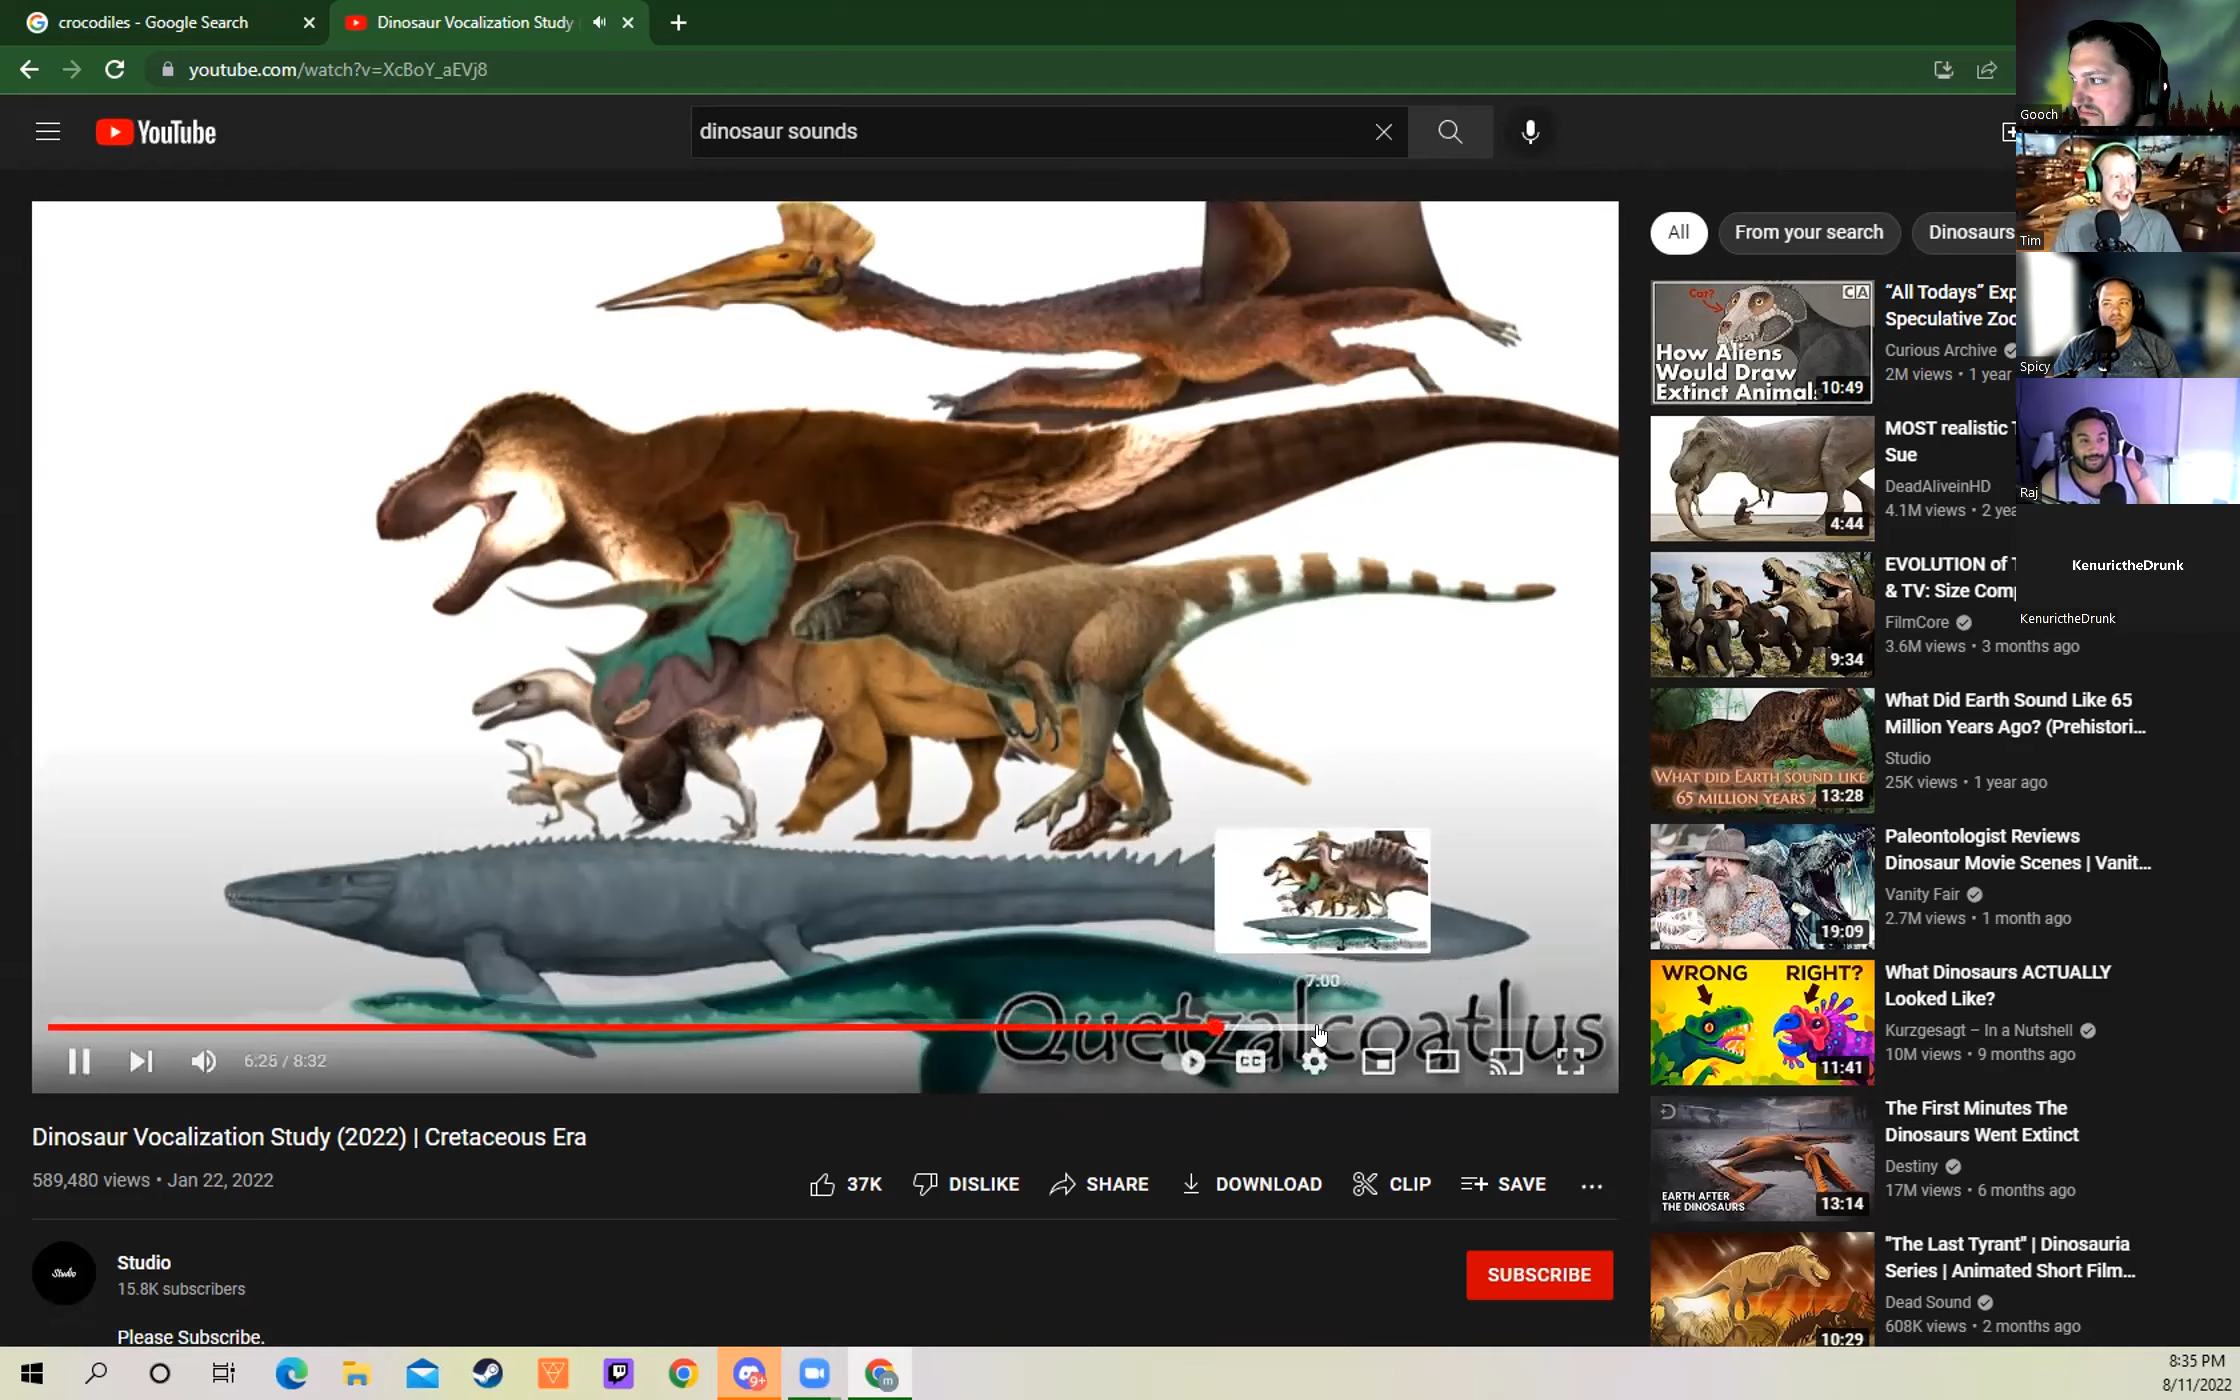 crocodiles - Google Search
Dinosaur Vocalization Study
youtube.com/watch?v=XcBoY_aEVj8
YouTube
dinosaur sounds
Gooch
Tim
Spicy
Raj
KenurictheDrunk
KenurictheDrunk
7:00
Quetzalcoatlus
6:25 / 8:32
CC
Dinosaur Vocalization Study (2022) | Cretaceous Era
589,480 views • Jan 22, 2022
37K
DISLIKE
SHARE
DOWNLOAD
CLIP
SAVE
Studio
Studio
15.8K subscribers
SUBSCRIBE
Please Subscribe.
All
From your search
Dinosaurs
Cat?
CA
How Aliens
Would Draw
Extinct Animal
10:49
"All Todays" Exp
Speculative Zoo
Curious Archive
2M views • 1 year
4:44
MOST realistic T
Sue
DeadAliveinHD
4.1M views • 2 yea
9:34
EVOLUTION of T
& TV: Size Comp
FilmCore
3.6M views • 3 months ago
WHAT DID EARTH SOUND LIKE
65 MILLION YEARS A
13:28
What Did Earth Sound Like 65
Million Years Ago? (Prehistori...
Studio
25K views • 1 year ago
19:09
Paleontologist Reviews
Dinosaur Movie Scenes | Vanit...
Vanity Fair
2.7M views • 1 month ago
WRONG
RIGHT?
11:41
What Dinosaurs ACTUALLY
Looked Like?
Kurzgesagt – In a Nutshell
10M views • 9 months ago
EARTH AFTER
THE DINOSAURS
13:14
The First Minutes The
Dinosaurs Went Extinct
Destiny
17M views • 6 months ago
10:29
"The Last Tyrant" | Dinosauria
Series | Animated Short Film...
Dead Sound
608K views • 2 months ago
9+
m
8:35 PM
8/11/2022